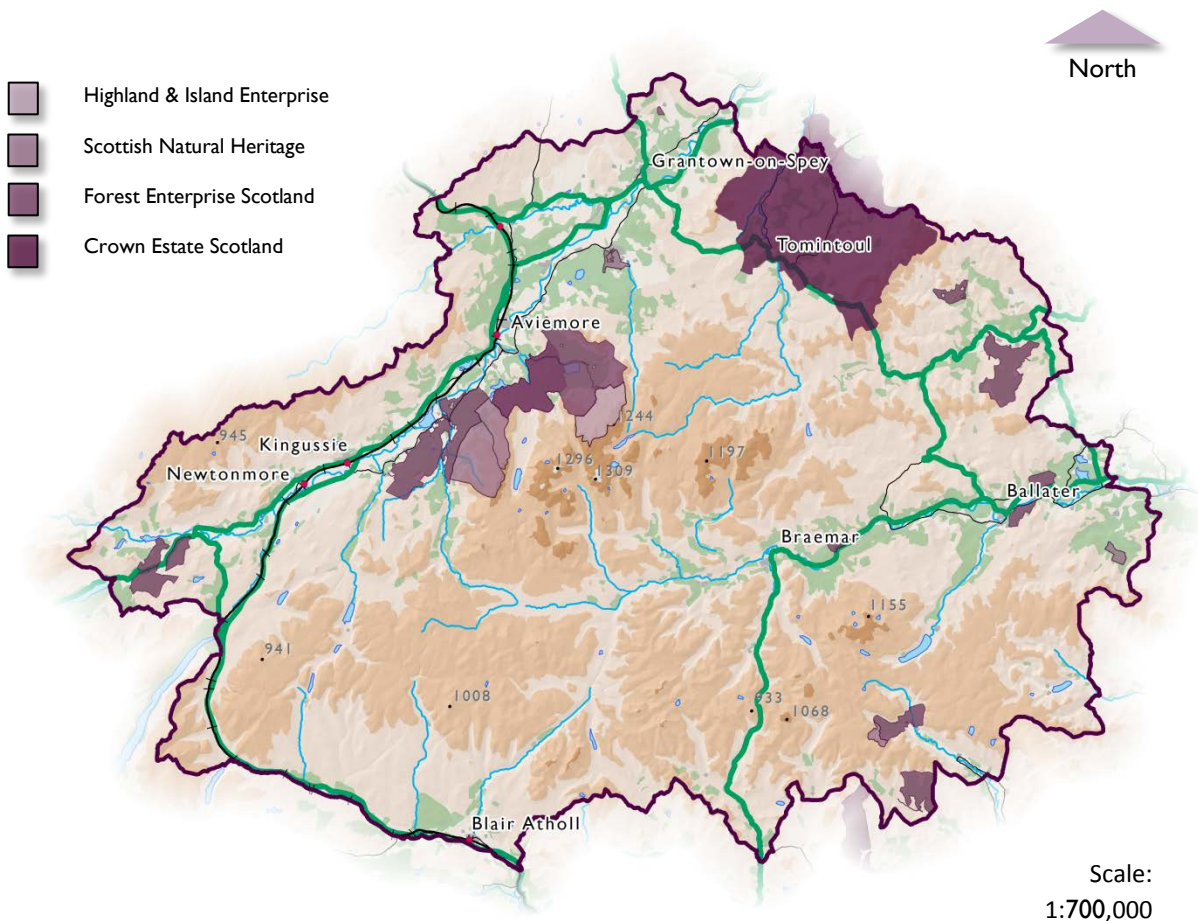 North
Highland & Island Enterprise
Scottish Natural Heritage
Forest Enterprise Scotland
Crown Estate Scotland
Grantown-on-Spey
Tomintoul
Aviemore
244
945
Kingussie
1296
1309
1197
Newtonmore
Ballater
Braemar
1155
941
1008
933
1068
Blair Atholl
Scale:
1:700,000